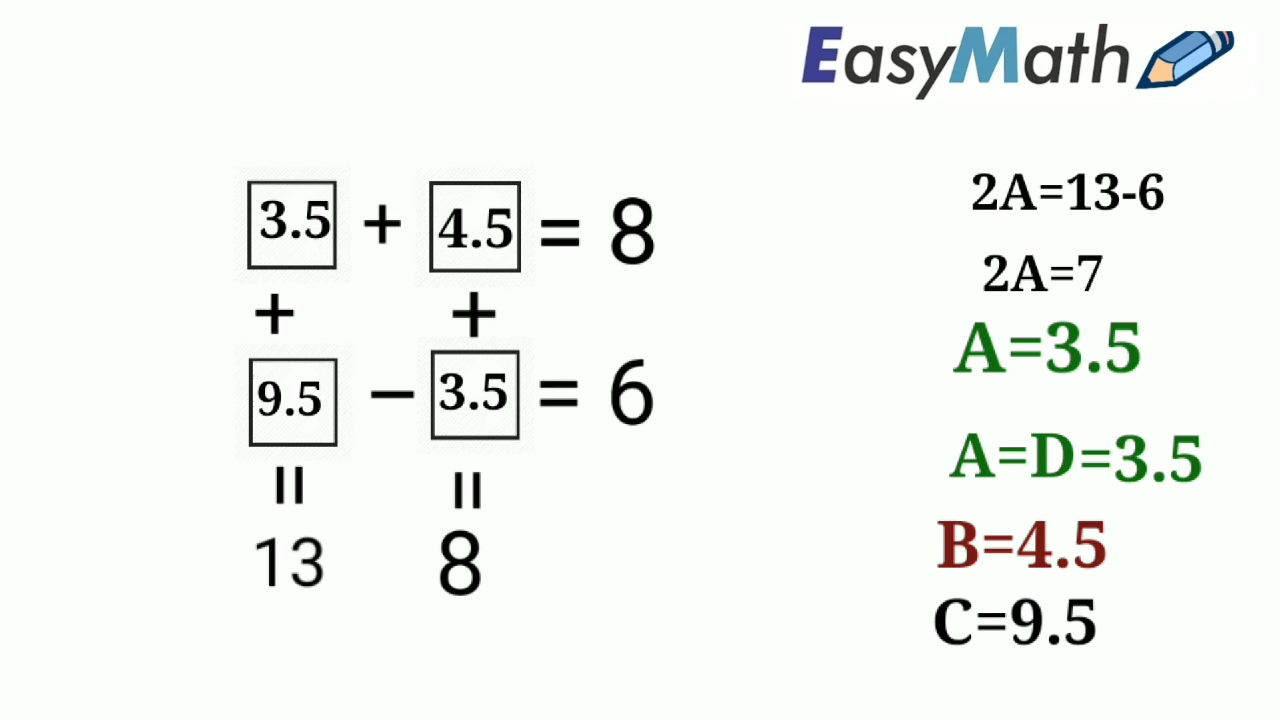 EasyMath
3.5 + 4.5 = 8
+ +
9.5 − 3.5 = 6
= =
13 8
2A=13-6
2A=7
A=3.5
A=D=3.5
B=4.5
C=9.5